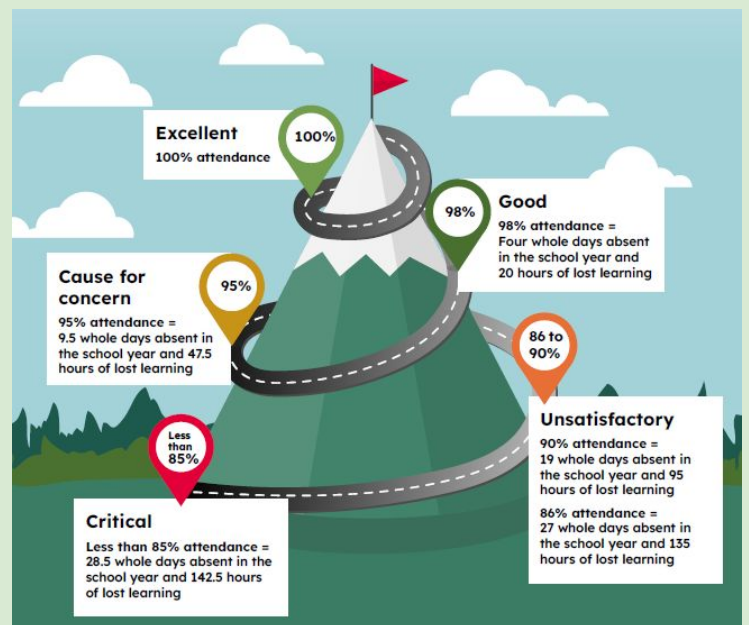 Excellent
100% attendance
100%
98%
Good
98% attendance =
Four whole days absent
in the school year and
20 hours of lost learning
Cause for
concern
95% attendance =
9.5 whole days absent in
the school year and 47.5
hours of lost learning
95%
86 to
90%
Unsatisfactory
90% attendance =
19 whole days absent in
the school year and 95
hours of lost learning
86% attendance =
27 whole days absent in
the school year and 135
hours of lost learning
Less
than
85%
Critical
Less than 85% attendance =
28.5 whole days absent in the
school year and 142.5 hours
of lost learning